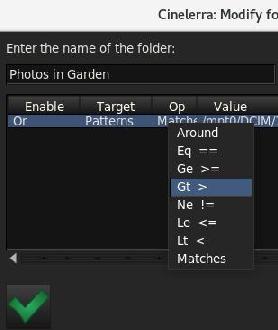 Cinelerra: Modify fo
Enter the name of the folder:
Photos in Garden
Enable Target Op Value
Or Patterns Matche /mnt0/DCIM/
Around
Eq ==
Ge >=
Gt >
Ne !=
Le <=
Lt <
Matches